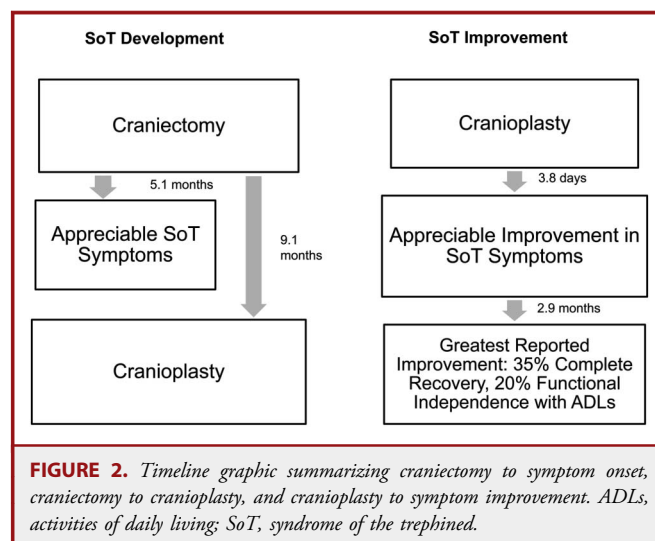 SoT Development
Craniectomy
5.1 months
Appreciable SoT
Symptoms
9.1
months
Cranioplasty
SoT Improvement
Cranioplasty
3.8 days
Appreciable Improvement in
SoT Symptoms
2.9 months
Greatest Reported
Improvement: 35% Complete
Recovery, 20% Functional
Independence with ADLs
FIGURE 2. Timeline graphic summarizing craniectomy to symptom onset,
craniectomy to cranioplasty, and cranioplasty to symptom improvement. ADLs,
activities of daily living; SoT, syndrome of the trephined.